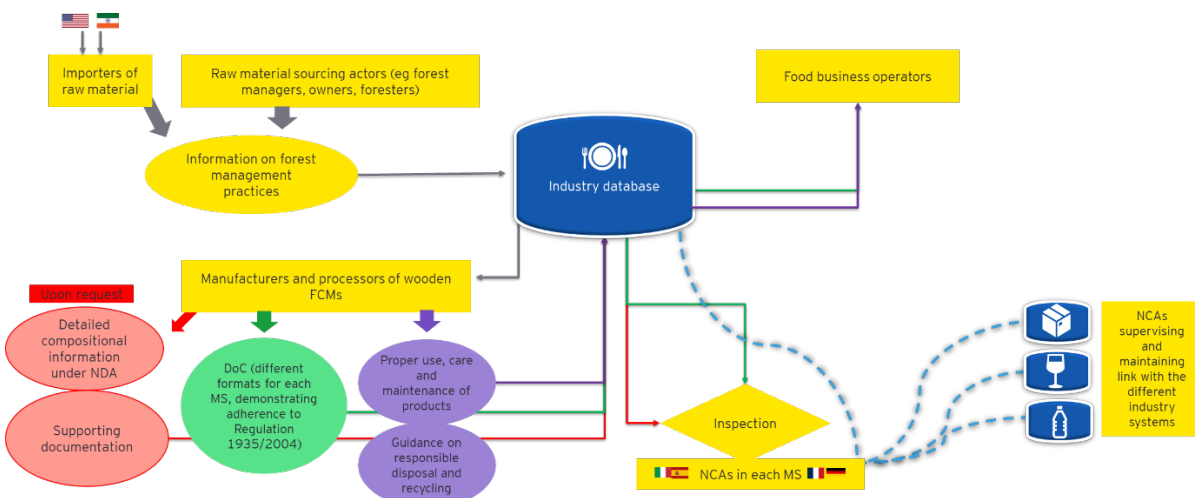 Importers of
raw material
Raw material sourcing actors (eg forest
managers, owners, foresters)
Food business operators
Information on forest
management
practices
Industry database
Manufacturers and processors of wooden
FCMs
Upon request
Detailed
compositional
information
under NDA
DoC (different
formats for each
MS, demonstrating
adherence to
Regulation
1935/2004)
Proper use, care
and
maintenance of
products
Supporting
documentation
Guidance on
responsible
disposal and
recycling
Inspection
NCAs in each MS
NCAs
supervising
and
maintaining
link with the
different
industry
systems